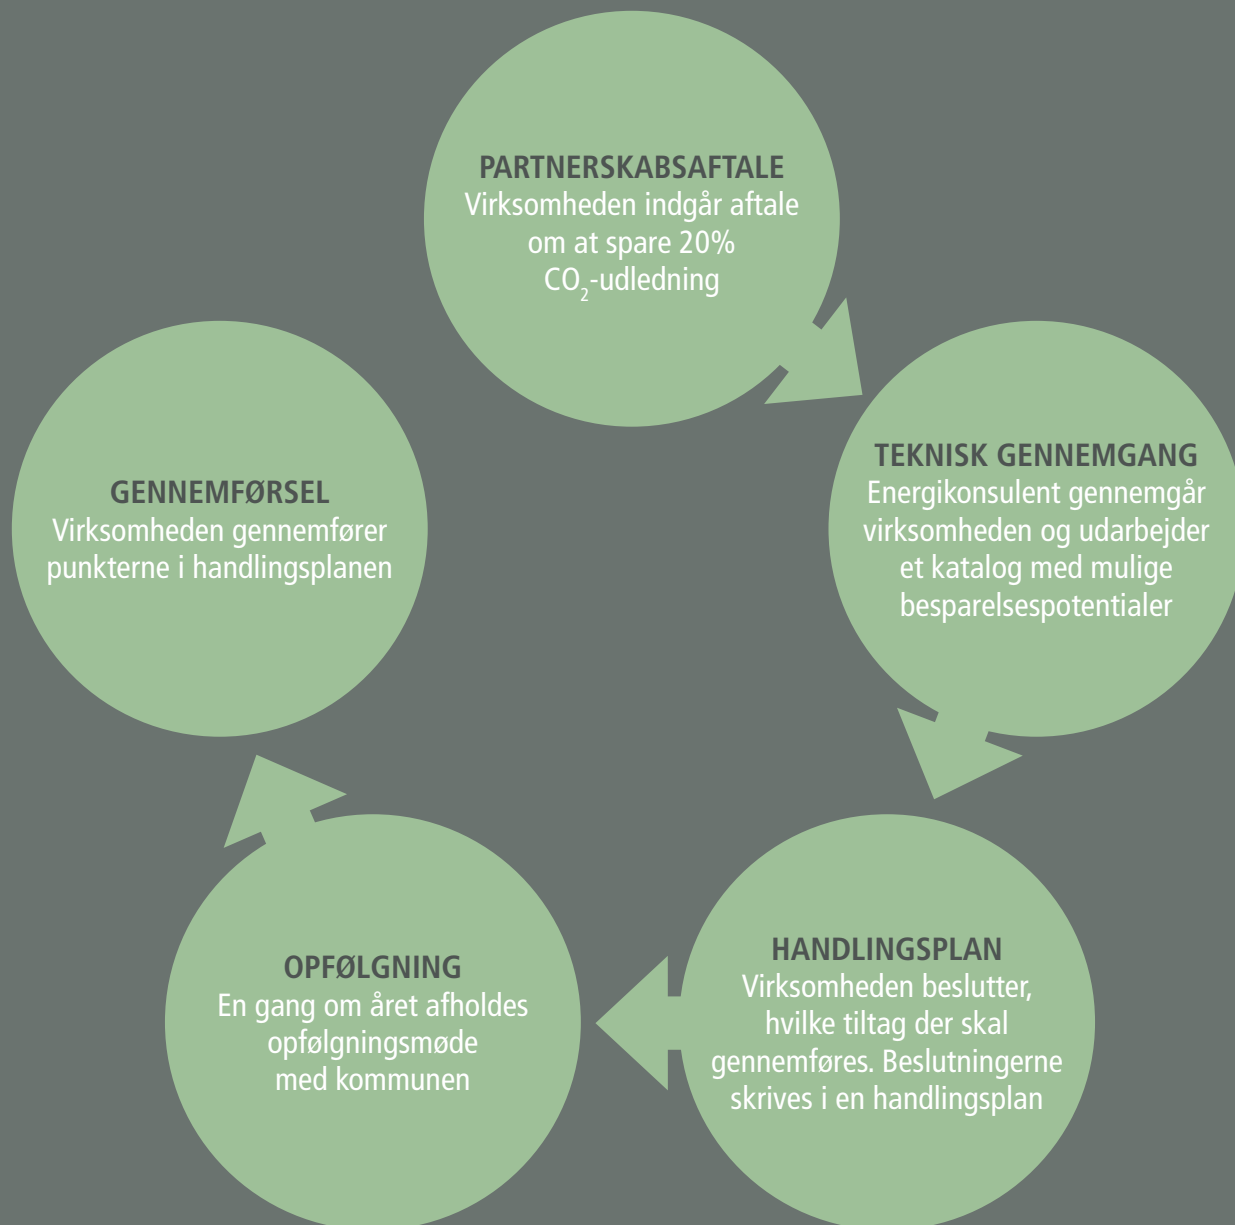 PARTNERSKABSAFTALE
Virksomheden indgår aftale
om at spare 20%
CO₂-udledning
TEKNISK GENNEMGANG
Energikonsulent gennemgår
virksomheden og udarbejder
et katalog med mulige
besparelsespotentialer
HANDLINGSPLAN
Virksomheden beslutter,
hvilke tiltag der skal
gennemføres. Beslutningerne
skrives i en handlingsplan
OPFØLGNING
En gang om året afholdes
opfølgningsmøde
med kommunen
GENNEMFØRSEL
Virksomheden gennemfører
punkterne i handlingsplanen